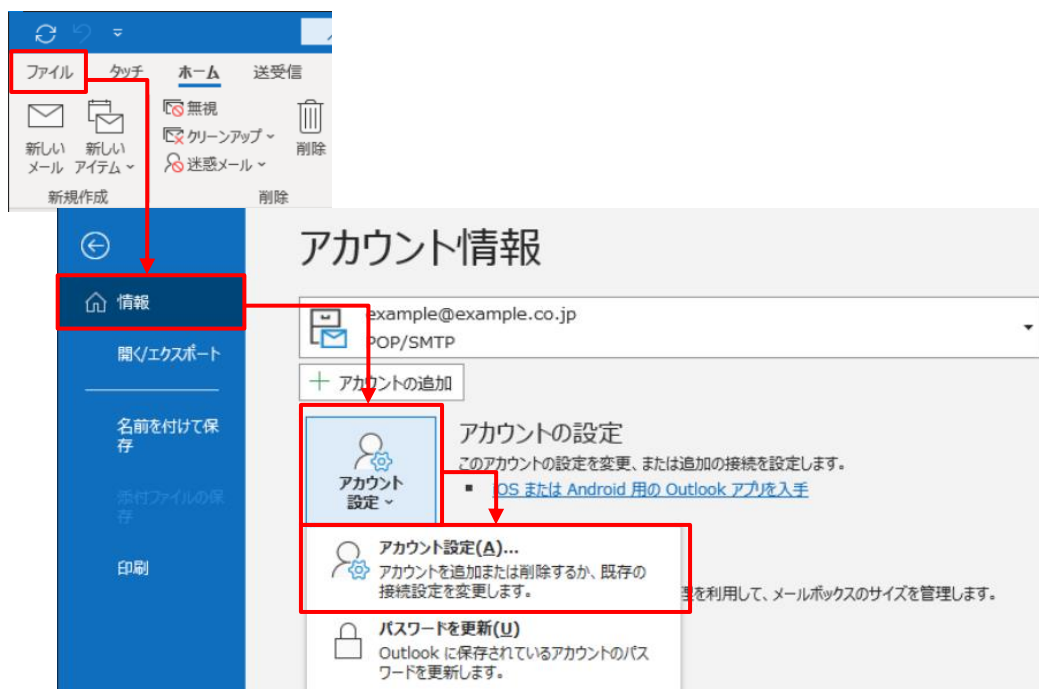 ファイル タッチ ホーム 送受信
無視
クリーンアップ
迷惑メール
新しい
メール
新しい
アイテム
削除
新規作成
削除
アカウント情報
情報
開く/エクスポート
名前を付けて保
存
添付ファイルの保
存
印刷
example@example.co.jp
POP/SMTP
アカウントの追加
アカウント
設定
アカウントの設定
このアカウントの設定を変更、または追加の接続を設定します。
iOS または Android 用の Outlook アプリを入手
アカウント設定(A)...
アカウントを追加または削除するか、既存の
接続設定を変更します。
を利用して、メールボックスのサイズを管理します。
パスワードを更新(U)
Outlook に保存されているアカウントのパス
ワードを更新します。